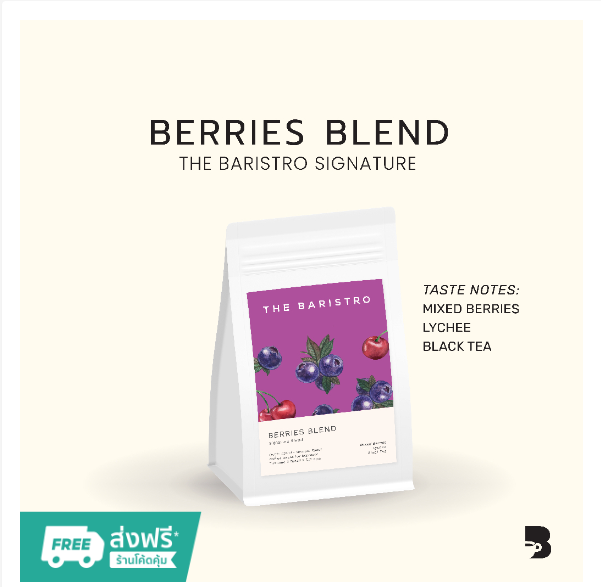 BERRIES BLEND
THE BARISTRO SIGNATURE
THE BARISTRO
BERRIES BLEND
TASTE NOTES:
MIXED BERRIES
LYCHEE
BLACK TEA
FREE
ส่งฟรี*
ร้านโค้ดคุ้ม